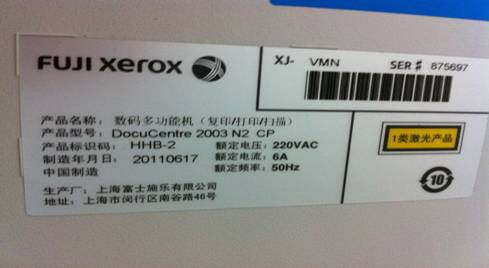 FUJI xerox
XJ- VMN SER # 875697
产品名称: 数码多功能机(复印/打印/扫描)
产品型号: DocuCentre 2003 N2 CP
产品标识码: HHB-2 额定电压: 220VAC
制造年月日: 20110617 额定电流: 6A
中国制造 额定频率: 50Hz
生产厂: 上海富士施乐有限公司
地址: 上海市闵行区南谷路46号
1类激光产品
10